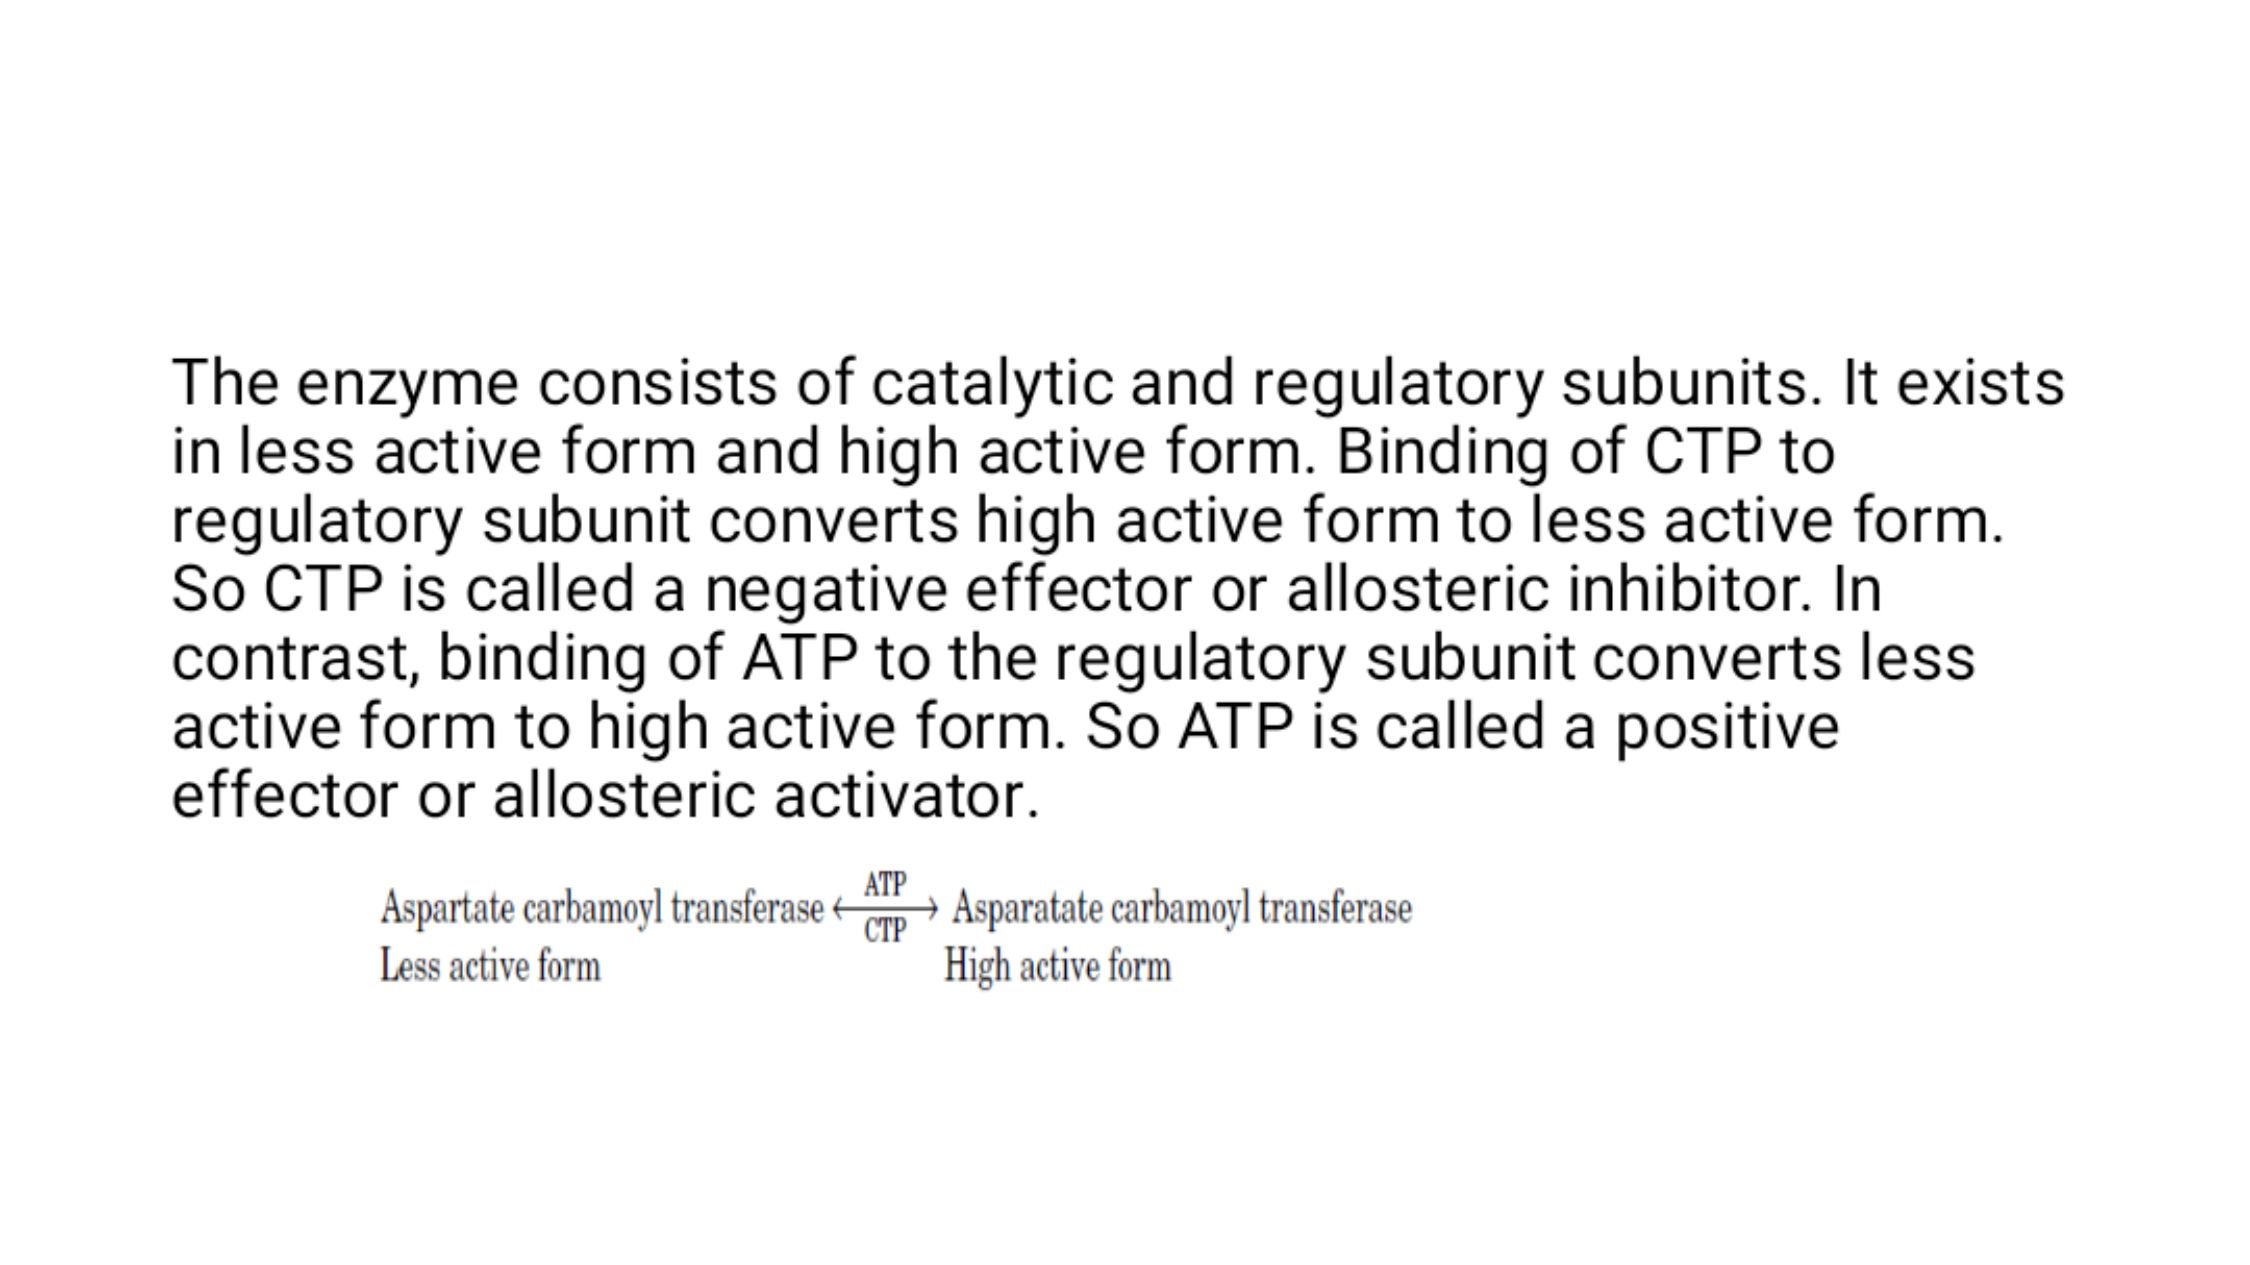 The enzyme consists of catalytic and regulatory subunits. It exists
in less active form and high active form. Binding of CTP to
regulatory subunit converts high active form to less active form.
So CTP is called a negative effector or allosteric inhibitor. In
contrast, binding of ATP to the regulatory subunit converts less
active form to high active form. So ATP is called a positive
effector or allosteric activator.
ATP
Aspartate carbamoyl transferase ⟷ Asparatate carbamoyl transferase
CTP
Less active form High active form